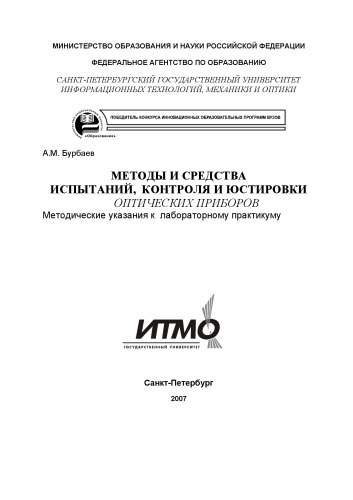 МИНИСТЕРСТВО ОБРАЗОВАНИЯ И НАУКИ РОССИЙСКОЙ ФЕДЕРАЦИИ
ФЕДЕРАЛЬНОЕ АГЕНТСТВО ПО ОБРАЗОВАНИЮ
САНКТ-ПЕТЕРБУРГСКИЙ ГОСУДАРСТВЕННЫЙ УНИВЕРСИТЕТ
ИНФОРМАЦИОННЫХ ТЕХНОЛОГИЙ, МЕХАНИКИ И ОПТИКИ
ПОБЕДИТЕЛЬ КОНКУРСА ИННОВАЦИОННЫХ ОБРАЗОВАТЕЛЬНЫХ ПРОГРАММ ВУЗОВ
«Образование»
А.М. Бурбаев
МЕТОДЫ И СРЕДСТВА
ИСПЫТАНИЙ, КОНТРОЛЯ И ЮСТИРОВКИ
ОПТИЧЕСКИХ ПРИБОРОВ
Методические указания к лабораторному практикуму
ИТМО
ГОСУДАРСТВЕННЫЙ УНИВЕРСИТЕТ
Санкт-Петербург
2007